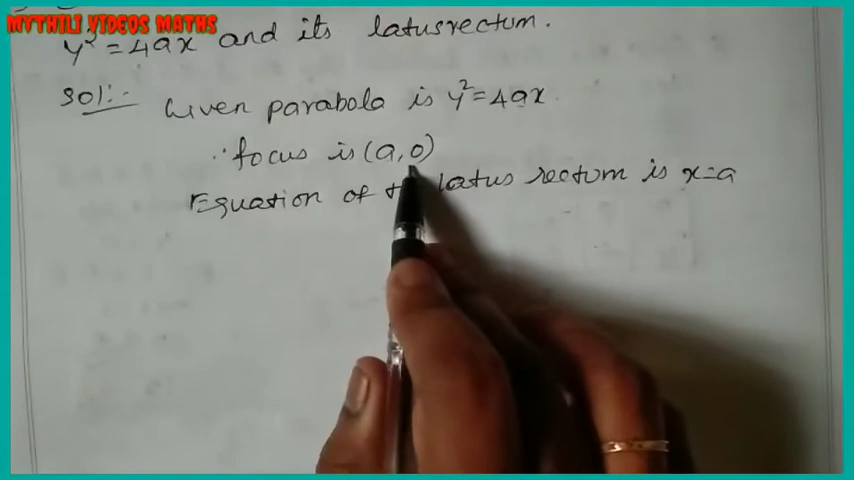 MYTHILI VIDEOS MATHS
y² = 4ax and its latusrectum.
Sol:- Given parabola is y² = 4ax
∴ focus is (a, 0)
Equation of latus rectum is x=a